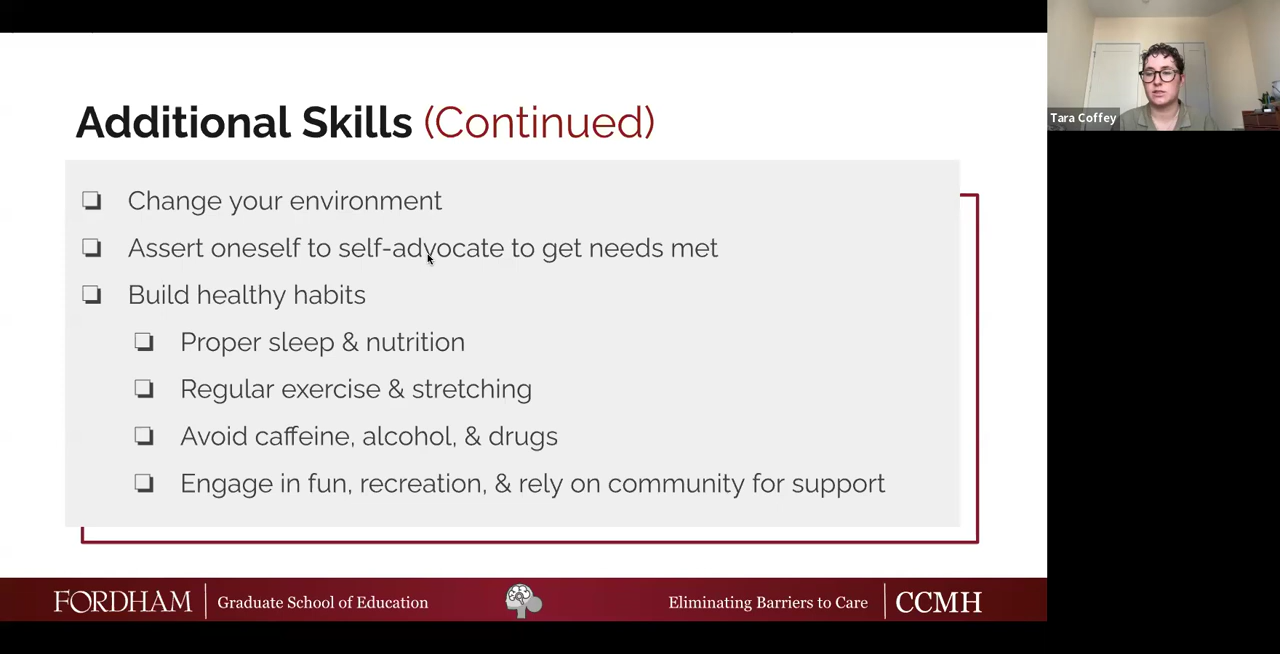 Additional Skills (Continued)
Change your environment
Assert oneself to self-advocate to get needs met
Build healthy habits
Proper sleep & nutrition
Regular exercise & stretching
Avoid caffeine, alcohol, & drugs
Engage in fun, recreation, & rely on community for support
FORDHAM Graduate School of Education Eliminating Barriers to Care CCMH
Tara Coffey